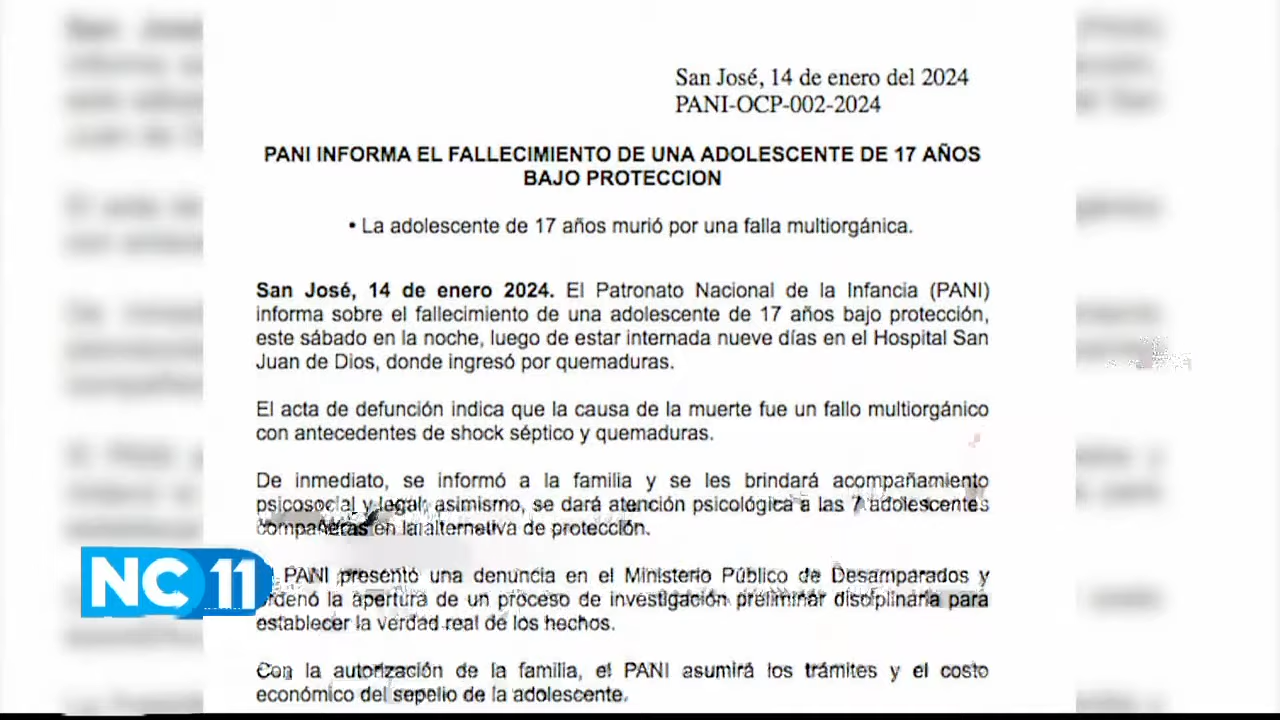 San José, 14 de enero del 2024
PANI-OCP-002-2024
PANI INFORMA EL FALLECIMIENTO DE UNA ADOLESCENTE DE 17 AÑOS
BAJO PROTECCION
• La adolescente de 17 años murió por una falla multiorgánica.
San José, 14 de enero 2024. El Patronato Nacional de la Infancia (PANI)
informa sobre el fallecimiento de una adolescente de 17 años bajo protección,
este sábado en la noche, luego de estar internada nueve días en el Hospital San
Juan de Dios, donde ingresó por quemaduras.
El acta de defunción indica que la causa de la muerte fue un fallo multiorgánico
con antecedentes de shock séptico y quemaduras.
De inmediato, se informó a la familia y se les brindará acompañamiento
psicosocial y legal; asimismo, se dará atención psicológica a las 7 adolescentes
compañeras en la alternativa de protección.
PANI presentó una denuncia en el Ministerio Público de Desamparados y
ordenó la apertura de un proceso de investigación preliminar disciplinaria para
establecer la verdad real de los hechos.
Con la autorización de la familia, el PANI asumirá los trámites y el costo
económico del sepelio de la adolescente.
NC 11